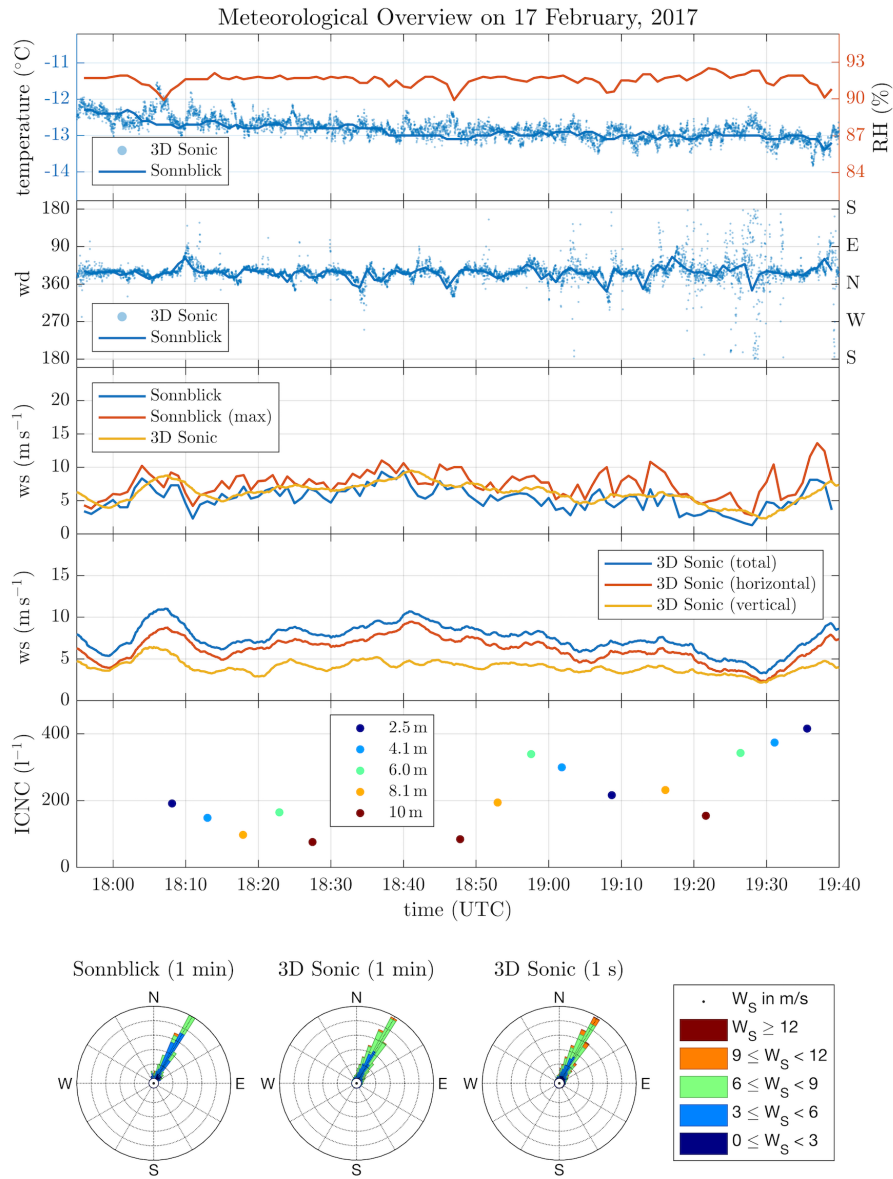 Meteorological Overview on 17 February, 2017
temperature (°C)
-11
-12
-13
-14
3D Sonic
Sonnblick
93
90
87
84
RH (%)
wd
180
90
360
270
180
3D Sonic
Sonnblick
S
E
N
W
S
ws (m s⁻¹)
20
15
10
5
0
Sonnblick
Sonnblick (max)
3D Sonic
ws (m s⁻¹)
15
10
5
0
3D Sonic (total)
3D Sonic (horizontal)
3D Sonic (vertical)
ICNC (l⁻¹)
400
200
0
2.5 m
4.1 m
6.0 m
8.1 m
10 m
18:00 18:10 18:20 18:30 18:40 18:50 19:00 19:10 19:20 19:30 19:40
time (UTC)
Sonnblick (1 min)
N
W E
S
3D Sonic (1 min)
N
W E
S
3D Sonic (1 s)
N
W E
S
W_S in m/s
W_S ≥ 12
9 ≤ W_S < 12
6 ≤ W_S < 9
3 ≤ W_S < 6
0 ≤ W_S < 3